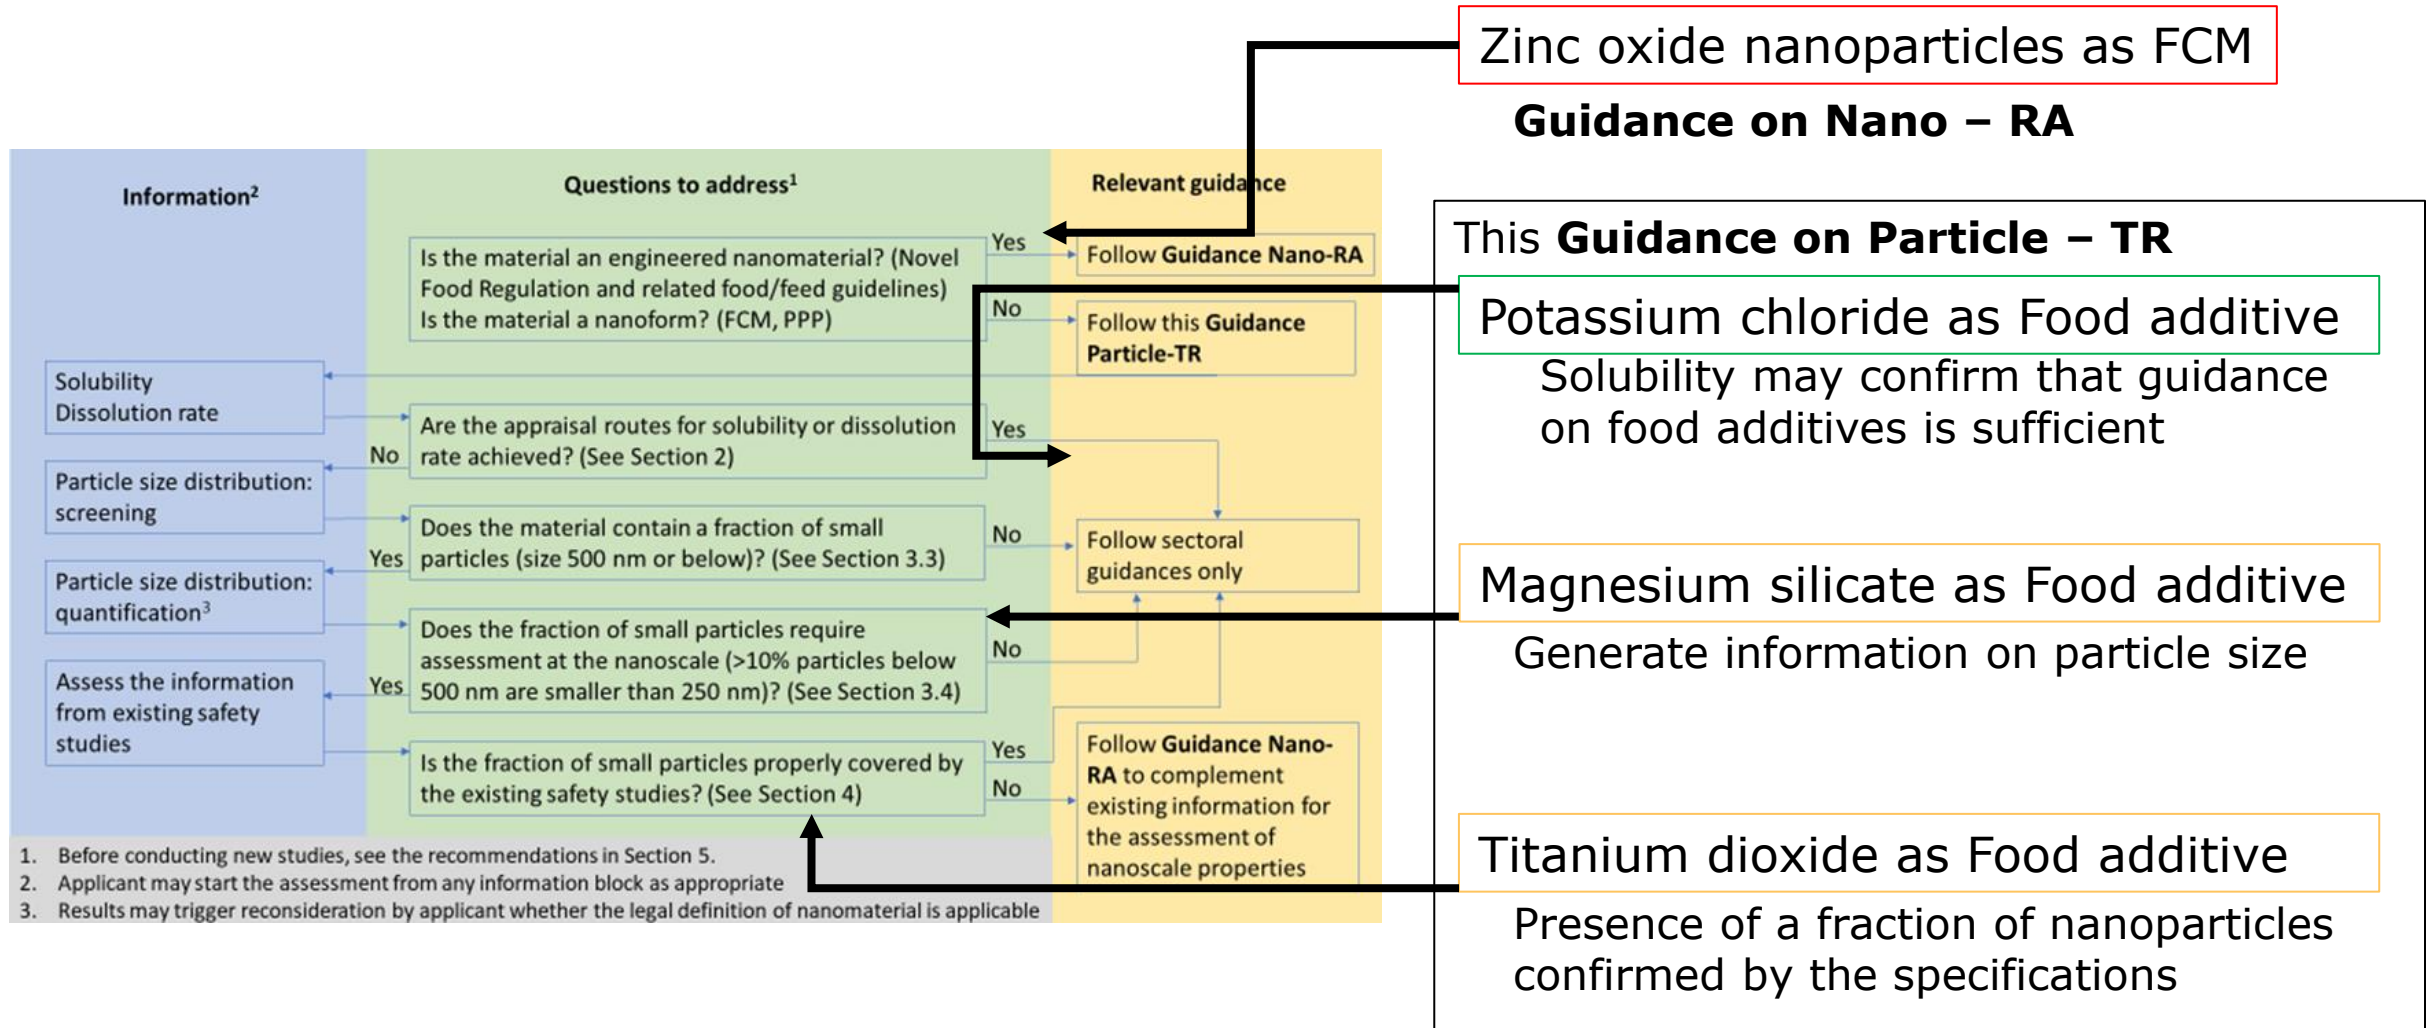 Zinc oxide nanoparticles as FCM
Guidance on Nano – RA
Information²
Questions to address¹
Relevant guidance
Is the material an engineered nanomaterial? (Novel
Food Regulation and related food/feed guidelines)
Is the material a nanoform? (FCM, PPP)
Yes
No
Follow Guidance Nano-RA
Follow this Guidance
Particle-TR
Solubility
Dissolution rate
Are the appraisal routes for solubility or dissolution
rate achieved? (See Section 2)
Yes
No
Particle size distribution:
screening
Does the material contain a fraction of small
particles (size 500 nm or below)? (See Section 3.3)
No
Yes
Follow sectoral
guidances only
Particle size distribution:
quantification³
Does the fraction of small particles require
assessment at the nanoscale (>10% particles below
500 nm are smaller than 250 nm)? (See Section 3.4)
No
Yes
Assess the information
from existing safety
studies
Is the fraction of small particles properly covered by
the existing safety studies? (See Section 4)
Yes
No
Follow Guidance Nano-
RA to complement
existing information for
the assessment of
nanoscale properties
1. Before conducting new studies, see the recommendations in Section 5.
2. Applicant may start the assessment from any information block as appropriate
3. Results may trigger reconsideration by applicant whether the legal definition of nanomaterial is applicable
This Guidance on Particle – TR
Potassium chloride as Food additive
Solubility may confirm that guidance
on food additives is sufficient
Magnesium silicate as Food additive
Generate information on particle size
Titanium dioxide as Food additive
Presence of a fraction of nanoparticles
confirmed by the specifications